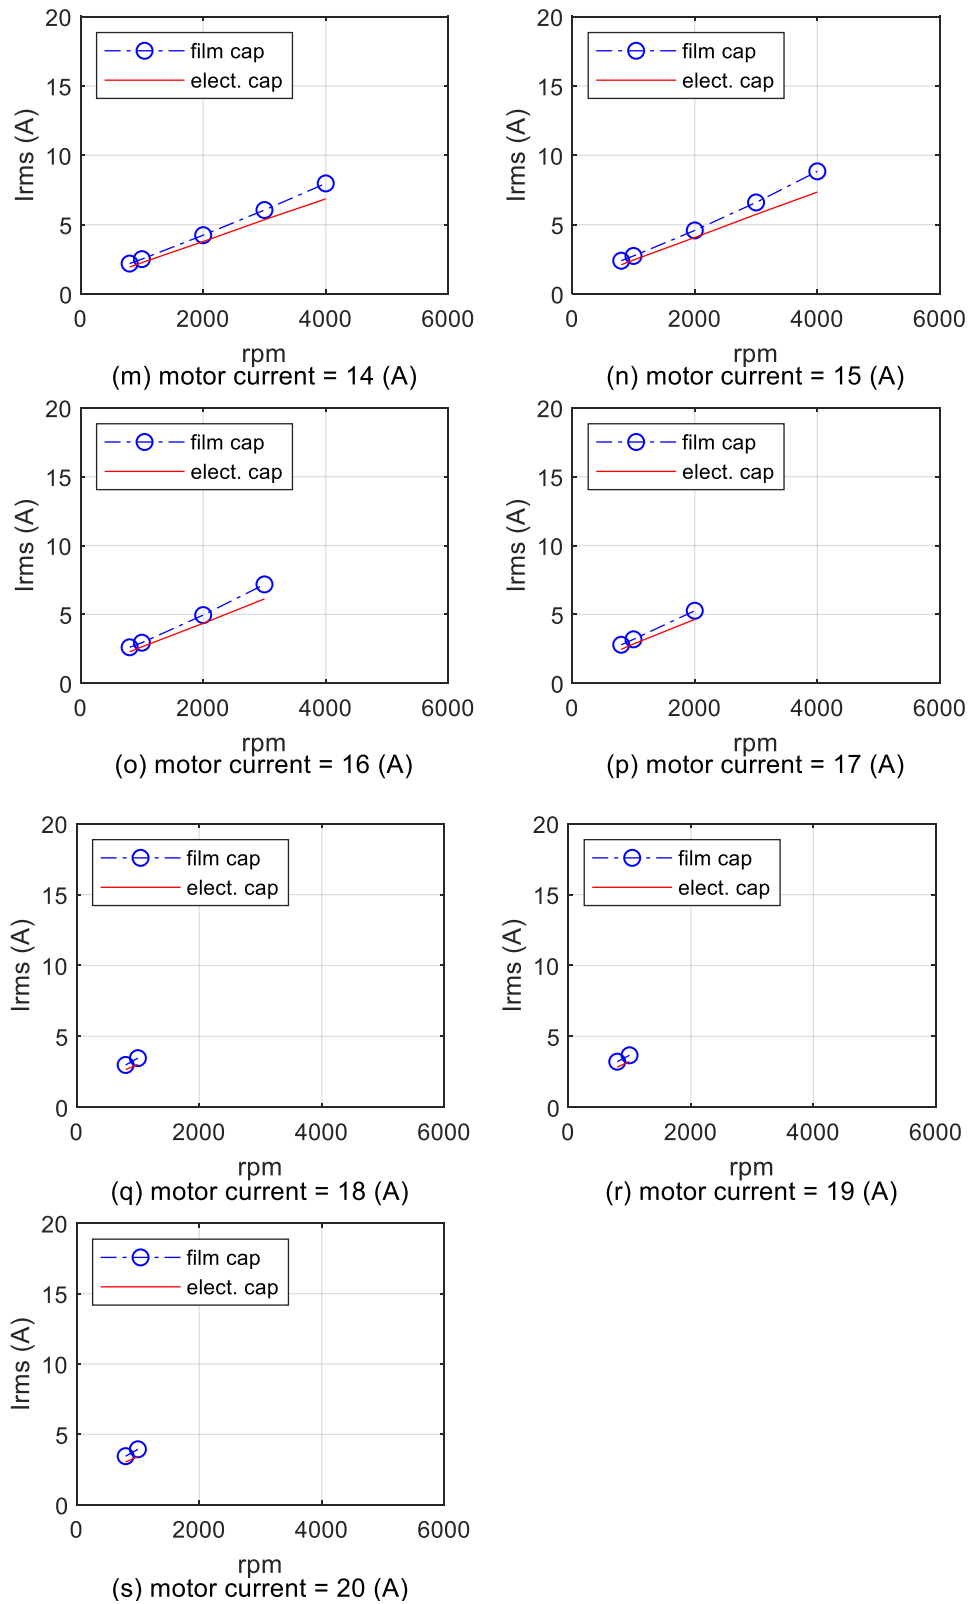 20
15
10
5
0
Irms (A)
film cap
elect. cap
0 2000 4000 6000
rpm
(m) motor current = 14 (A)
20
15
10
5
0
Irms (A)
film cap
elect. cap
0 2000 4000 6000
rpm
(n) motor current = 15 (A)
20
15
10
5
0
Irms (A)
film cap
elect. cap
0 2000 4000 6000
rpm
(o) motor current = 16 (A)
20
15
10
5
0
Irms (A)
film cap
elect. cap
0 2000 4000 6000
rpm
(p) motor current = 17 (A)
20
15
10
5
0
Irms (A)
film cap
elect. cap
0 2000 4000 6000
rpm
(q) motor current = 18 (A)
20
15
10
5
0
Irms (A)
film cap
elect. cap
0 2000 4000 6000
rpm
(r) motor current = 19 (A)
20
15
10
5
0
Irms (A)
film cap
elect. cap
0 2000 4000 6000
rpm
(s) motor current = 20 (A)